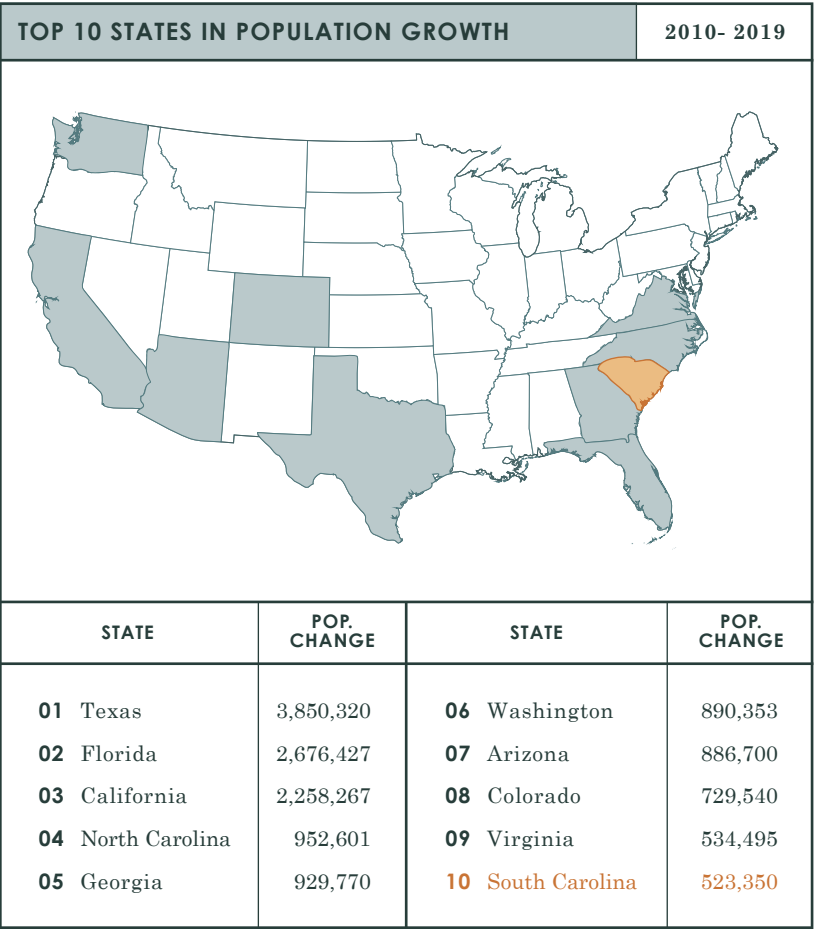 TOP 10 STATES IN POPULATION GROWTH
2010- 2019
STATE
POP.
CHANGE
STATE
POP.
CHANGE
01 Texas 3,850,320
02 Florida 2,676,427
03 California 2,258,267
04 North Carolina 952,601
05 Georgia 929,770
06 Washington 890,353
07 Arizona 886,700
08 Colorado 729,540
09 Virginia 534,495
10 South Carolina 523,350